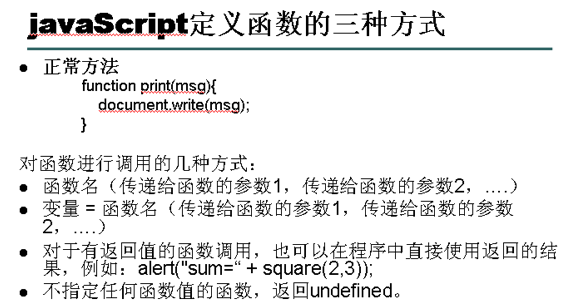 javaScript定义函数的三种方式
● 正常方法
function print(msg){
document.write(msg);
}
对函数进行调用的几种方式：
● 函数名（传递给函数的参数1，传递给函数的参数2，….）
● 变量 = 函数名（传递给函数的参数1，传递给函数的参数
2，….）
● 对于有返回值的函数调用，也可以在程序中直接使用返回的结
果，例如：alert("sum=“ + square(2,3));
● 不指定任何函数值的函数，返回undefined。